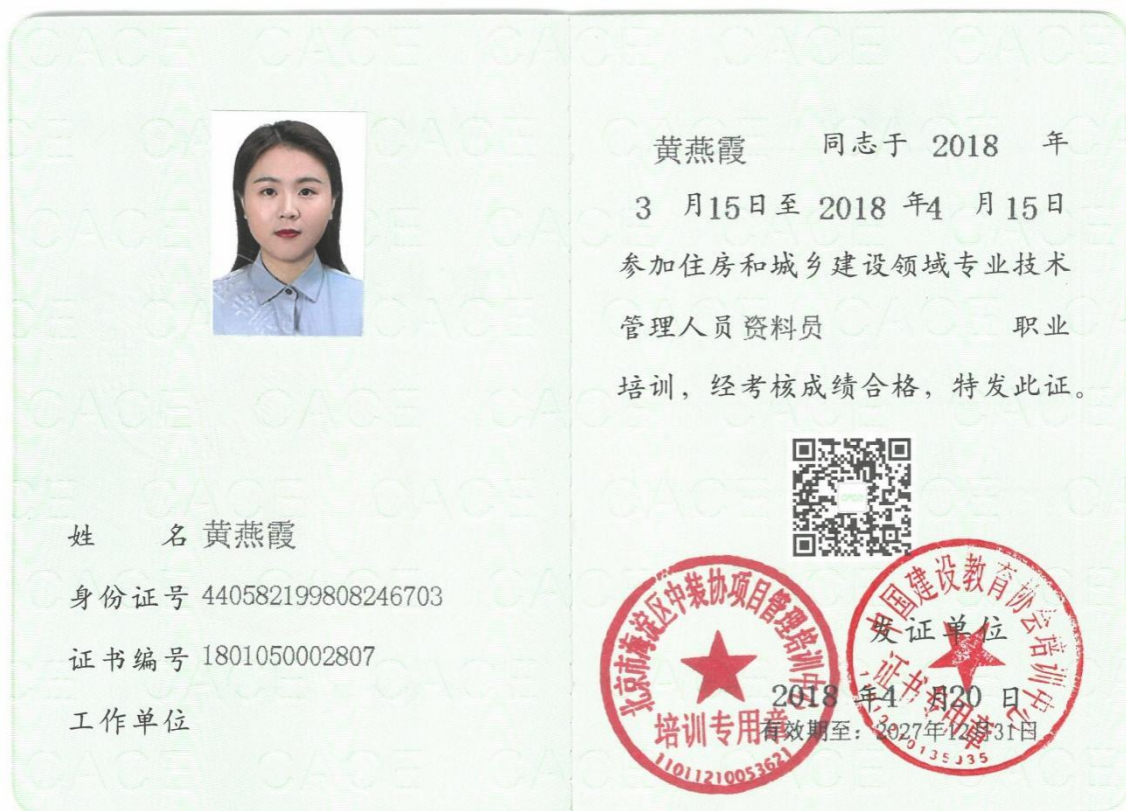 姓 名 黄燕霞
身份证号 440582199808246703
证书编号 1801050002807
工作单位
黄燕霞 同志于 2018 年
3 月15日至 2018 年4 月 15日
参加住房和城乡建设领域专业技术
管理人员资料员 职业
培训，经考核成绩合格，特发此证。
北京市海淀区中装协项目管理培训中心
培训专用章
11011210053621
中国建设教育协会培训中心
证书专用章
发证单位
2018 年4 月20 日
有效期至：2027年12月31日
CACE